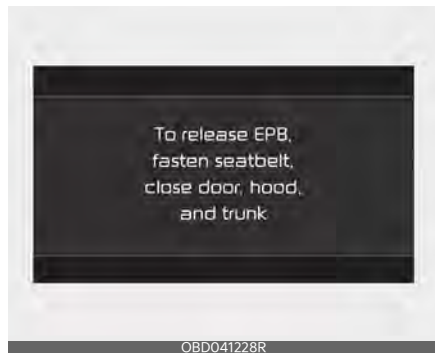 To release EPB,
fasten seatbelt,
close door, hood,
and trunk
OBD041228R